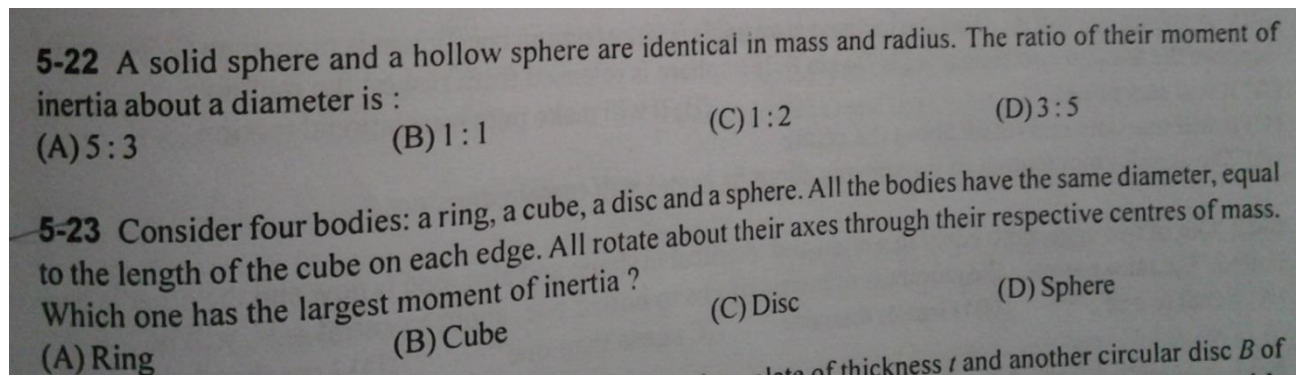 5-22 A solid sphere and a hollow sphere are identical in mass and radius. The ratio of their moment of
inertia about a diameter is :
(A) 5 : 3 (B) 1 : 1 (C) 1 : 2 (D) 3 : 5
5-23 Consider four bodies: a ring, a cube, a disc and a sphere. All the bodies have the same diameter, equal
to the length of the cube on each edge. All rotate about their axes through their respective centres of mass.
Which one has the largest moment of inertia ?
(A) Ring (B) Cube (C) Disc (D) Sphere
of thickness t and another circular disc B of